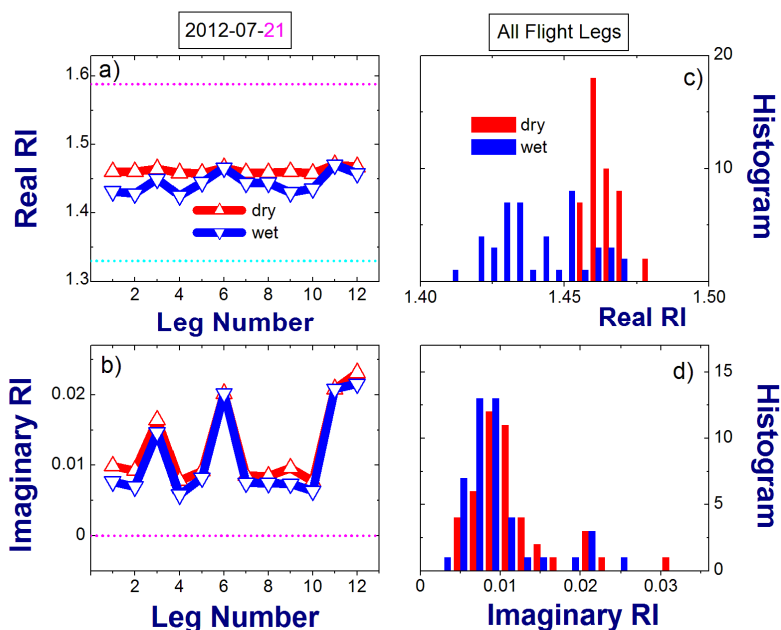 2012-07-21
All Flight Legs
a)
1.6
1.5
1.4
1.3
Real RI
dry
wet
2 4 6 8 10 12
Leg Number
c)
dry
wet
20
10
0
Histogram
1.40 1.45 1.50
Real RI
b)
0.02
0.01
0
Imaginary RI
2 4 6 8 10 12
Leg Number
d)
15
10
5
0
Histogram
0 0.01 0.02 0.03
Imaginary RI